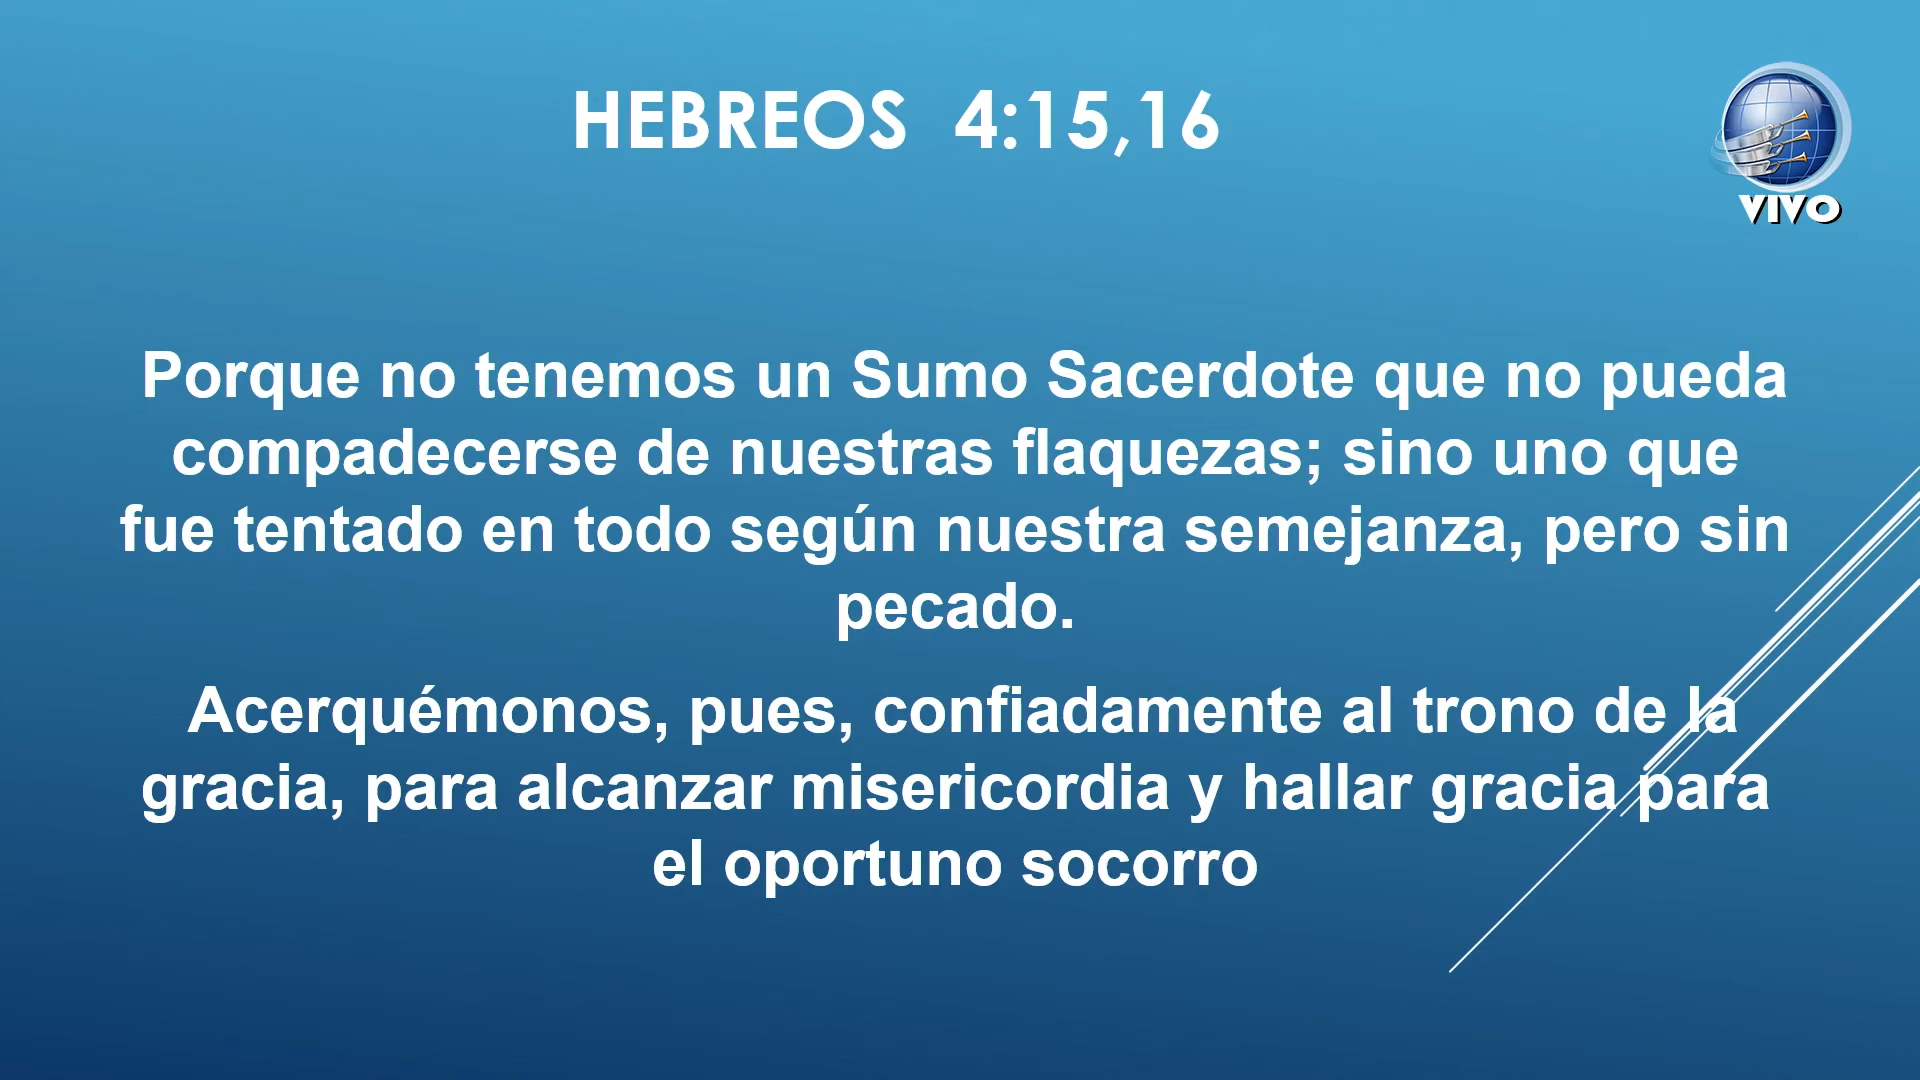 HEBREOS 4:15,16
VIVO
Porque no tenemos un Sumo Sacerdote que no pueda
compadecerse de nuestras flaquezas; sino uno que
fue tentado en todo según nuestra semejanza, pero sin
pecado.
Acerquémonos, pues, confiadamente al trono de la
gracia, para alcanzar misericordia y hallar gracia para
el oportuno socorro